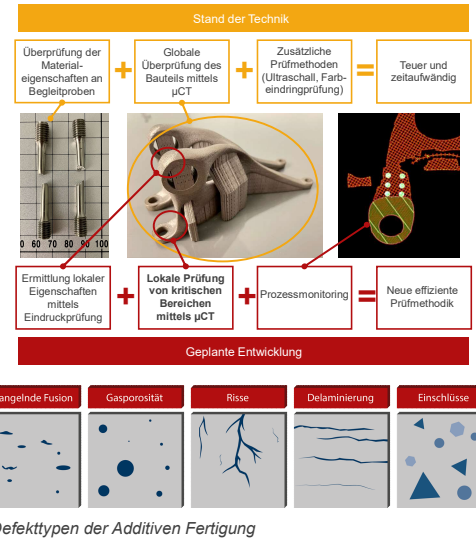 Stand der Technik
Überprüfung der
Material-
eigenschaften an
Begleitproben
+
Globale
Überprüfung des
Bauteils mittels
µCT
+
Zusätzliche
Prüfmethoden
(Ultraschall, Farb-
eindringprüfung)
=
Teuer und
zeitaufwändig
0 60 70 80 90 100
Ermittlung lokaler
Eigenschaften
mittels
Eindruckprüfung
+
Lokale Prüfung
von kritischen
Bereichen
mittels µCT
+
Prozessmonitoring
=
Neue effiziente
Prüfmethodik
Geplante Entwicklung
angelnde Fusion
Gasporosität
Risse
Delaminierung
Einschlüsse
Defekttypen der Additiven Fertigung